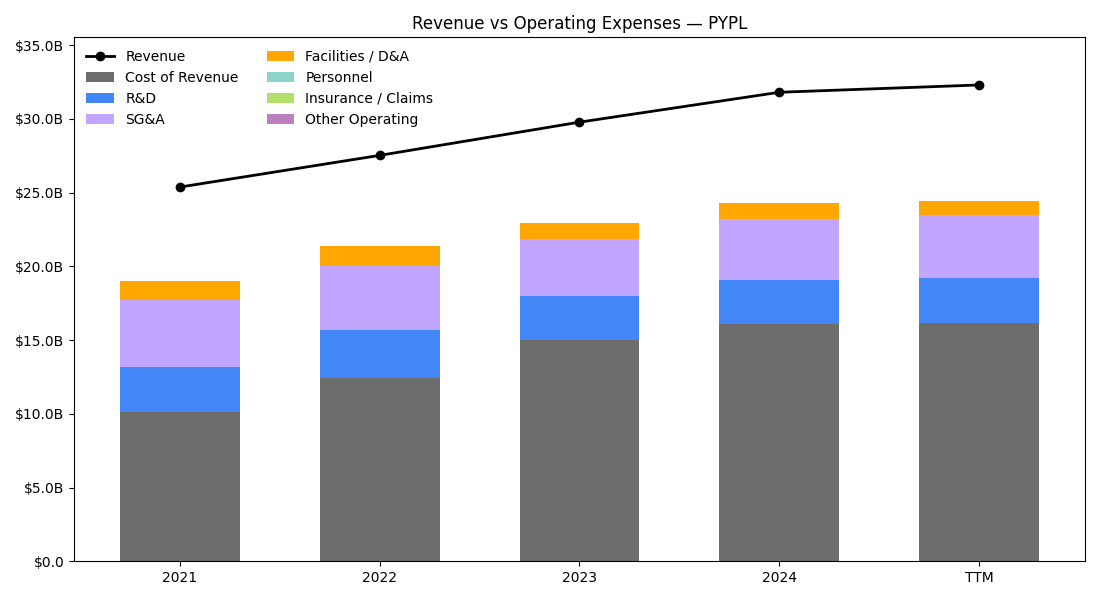 Revenue vs Operating Expenses — PYPL
$35.0B
$30.0B
$25.0B
$20.0B
$15.0B
$10.0B
$5.0B
$0.0
Revenue
Cost of Revenue
R&D
SG&A
Facilities / D&A
Personnel
Insurance / Claims
Other Operating
2021
2022
2023
2024
TTM